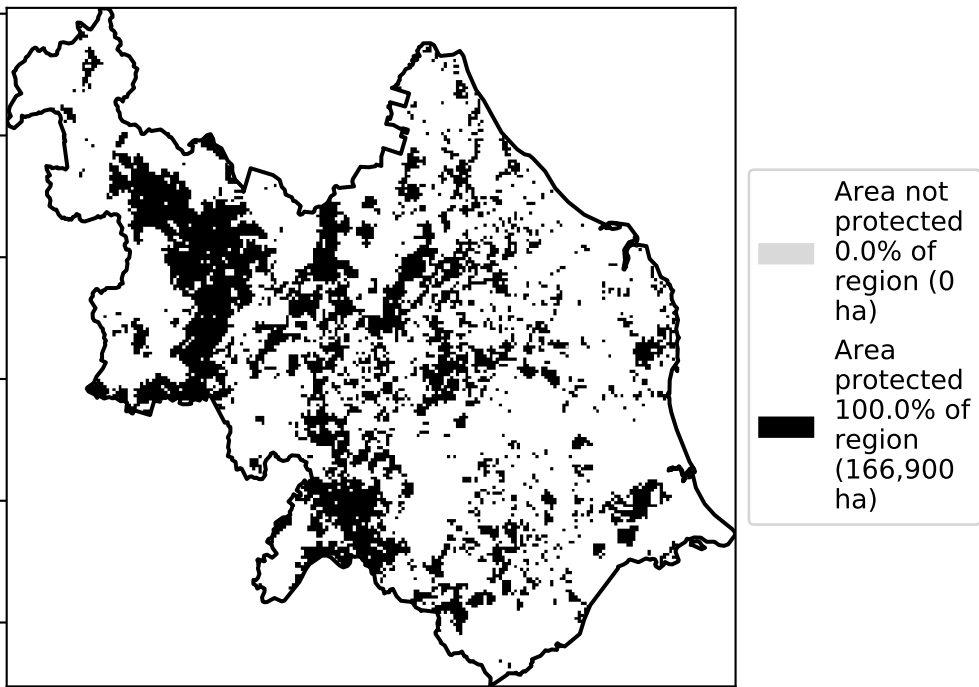 Area not
protected
0.0% of
region (0
ha)
Area
protected
100.0% of
region
(166,900
ha)